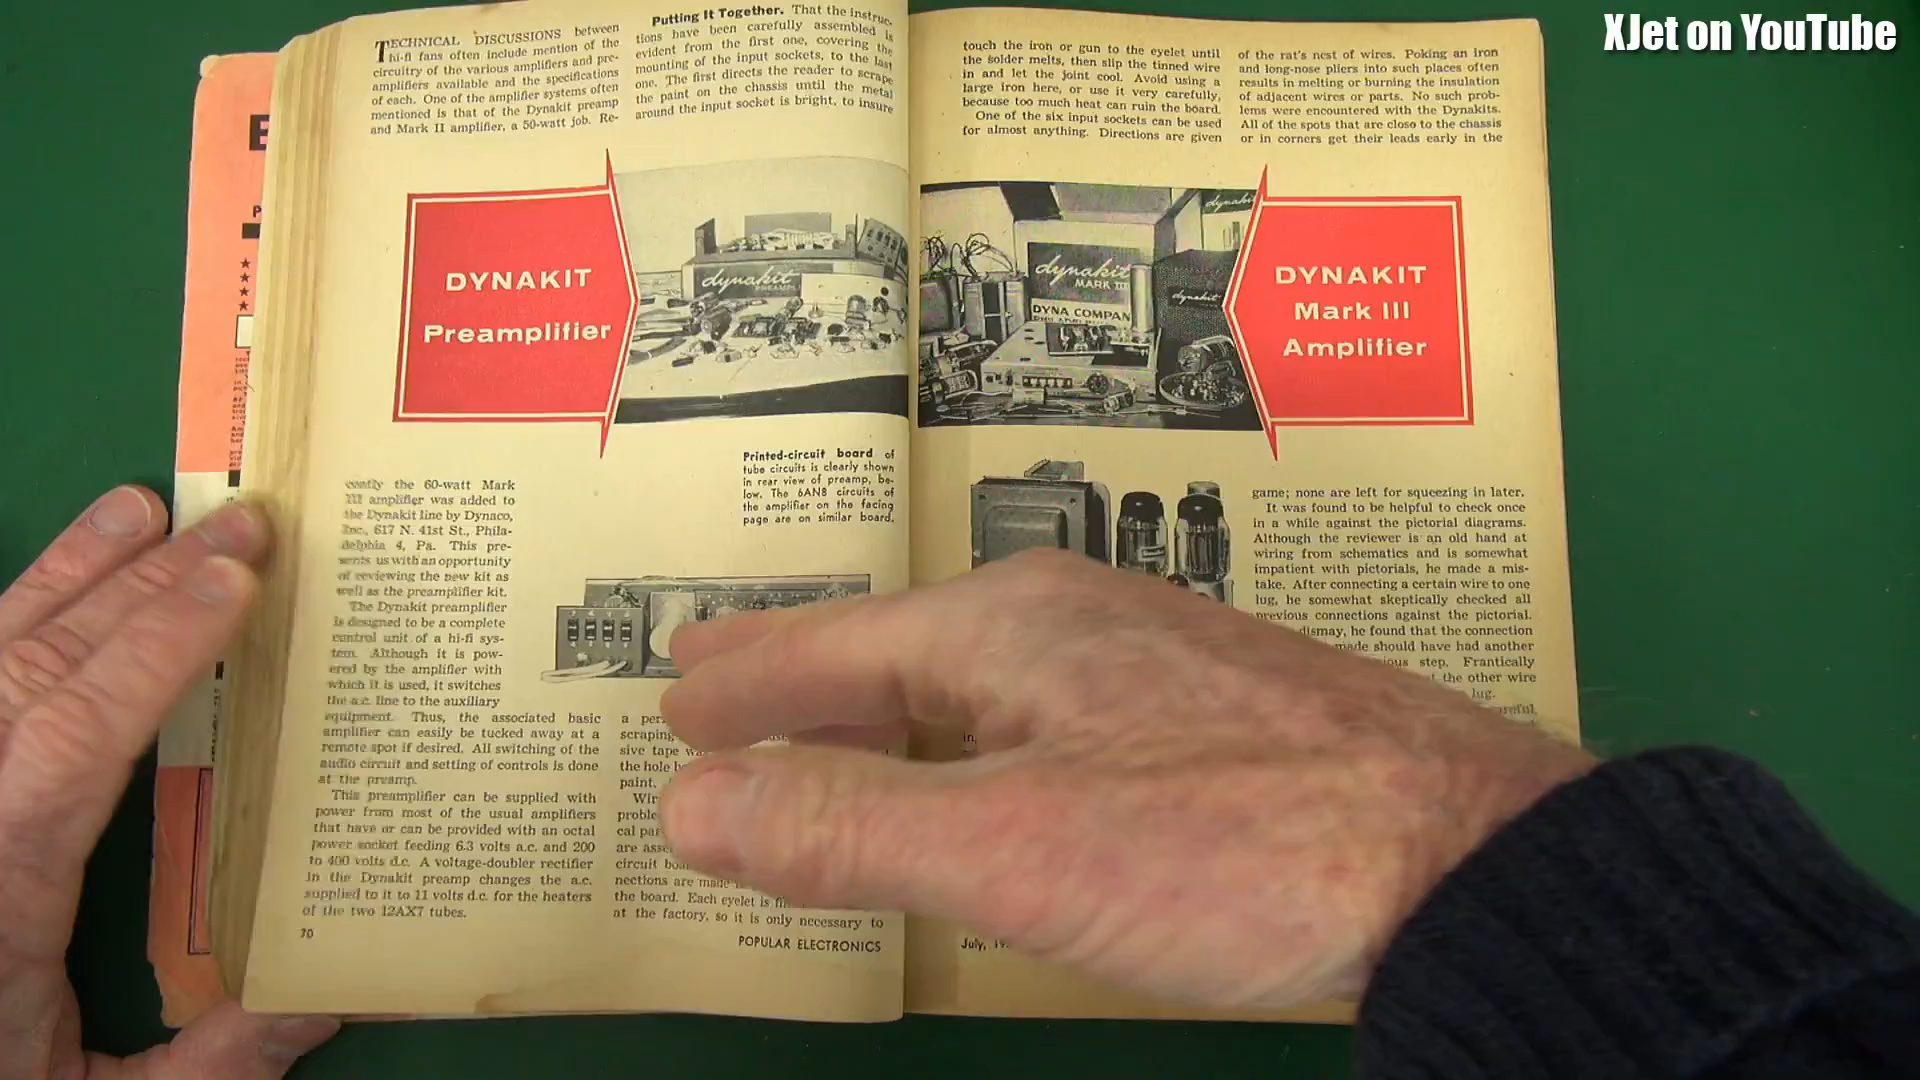 XJet on YouTube
TECHNICAL DISCUSSIONS between
hi-fi fans often include mention of the
circuitry of the various amplifiers and pre-
amplifiers available and the specifications
of each. One of the amplifier systems often
mentioned is that of the Dynakit preamp
and Mark II amplifier, a 50-watt job. Re-
DYNAKIT
Preamplifier
cently the 60-watt Mark
III amplifier was added to
the Dynakit line by Dynaco,
Inc., 617 N. 41st St., Phila-
delphia 4, Pa. This pre-
sents us with an opportunity
of reviewing the new kit as
well as the preamplifier kit.
The Dynakit preamplifier
is designed to be a complete
control unit of a hi-fi sys-
tem. Although it is pow-
ered by the amplifier with
which it is used, it switches
the a.c. line to the auxiliary
equipment. Thus, the associated basic
amplifier can easily be tucked away at a
remote spot if desired. All switching of the
audio circuit and setting of controls is done
at the preamp.
This preamplifier can be supplied with
power from most of the usual amplifiers
that have or can be provided with an octal
power socket feeding 6.3 volts a.c. and 200
to 400 volts d.c. A voltage-doubler rectifier
in the Dynakit preamp changes the a.c.
supplied to it to 11 volts d.c. for the heaters
of the two 12AX7 tubes.
Putting It Together. That the instruc-
tions have been carefully assembled is
evident from the first one, covering the
mounting of the input sockets, to the last
one. The first directs the reader to scrape
the paint on the chassis until the metal
around the input socket is bright, to insure
dynakit
PREAMPL
Printed-circuit board of
tube circuits is clearly shown
in rear view of preamp, be-
low. The 6AN8 circuits of
the amplifier on the facing
page are on similar board.
a per
scraping
sive tape
the hole
paint.
Wir
proble
cal par
are
circuit
nections are made
the board. Each eyelet is
at the factory, so it is only necessary to
30
POPULAR ELECTRONICS
touch the iron or gun to the eyelet until
the solder melts, then slip the tinned wire
in and let the joint cool. Avoid using a
large iron here, or use it very carefully,
because too much heat can ruin the board.
One of the six input sockets can be used
for almost anything. Directions are given
dynakit
MARK III
DYNA COMPAN
dynakit
dynakit
DYNAKIT
Mark III
Amplifier
in,
July,
of the rat's nest of wires. Poking an iron
and long-nose pliers into such places often
results in melting or burning the insulation
of adjacent wires or parts. No such prob-
lems were encountered with the Dynakits.
All of the spots that are close to the chassis
or in corners get their leads early in the
game; none are left for squeezing in later.
It was found to be helpful to check once
in a while against the pictorial diagrams.
Although the reviewer is an old hand at
wiring from schematics and is somewhat
impatient with pictorials, he made a mis-
take. After connecting a certain wire to one
lug, he somewhat skeptically checked all
previous connections against the pictorial.
dismay, he found that the connection
made should have had another
step. Frantically
the other wire
lug.
careful,